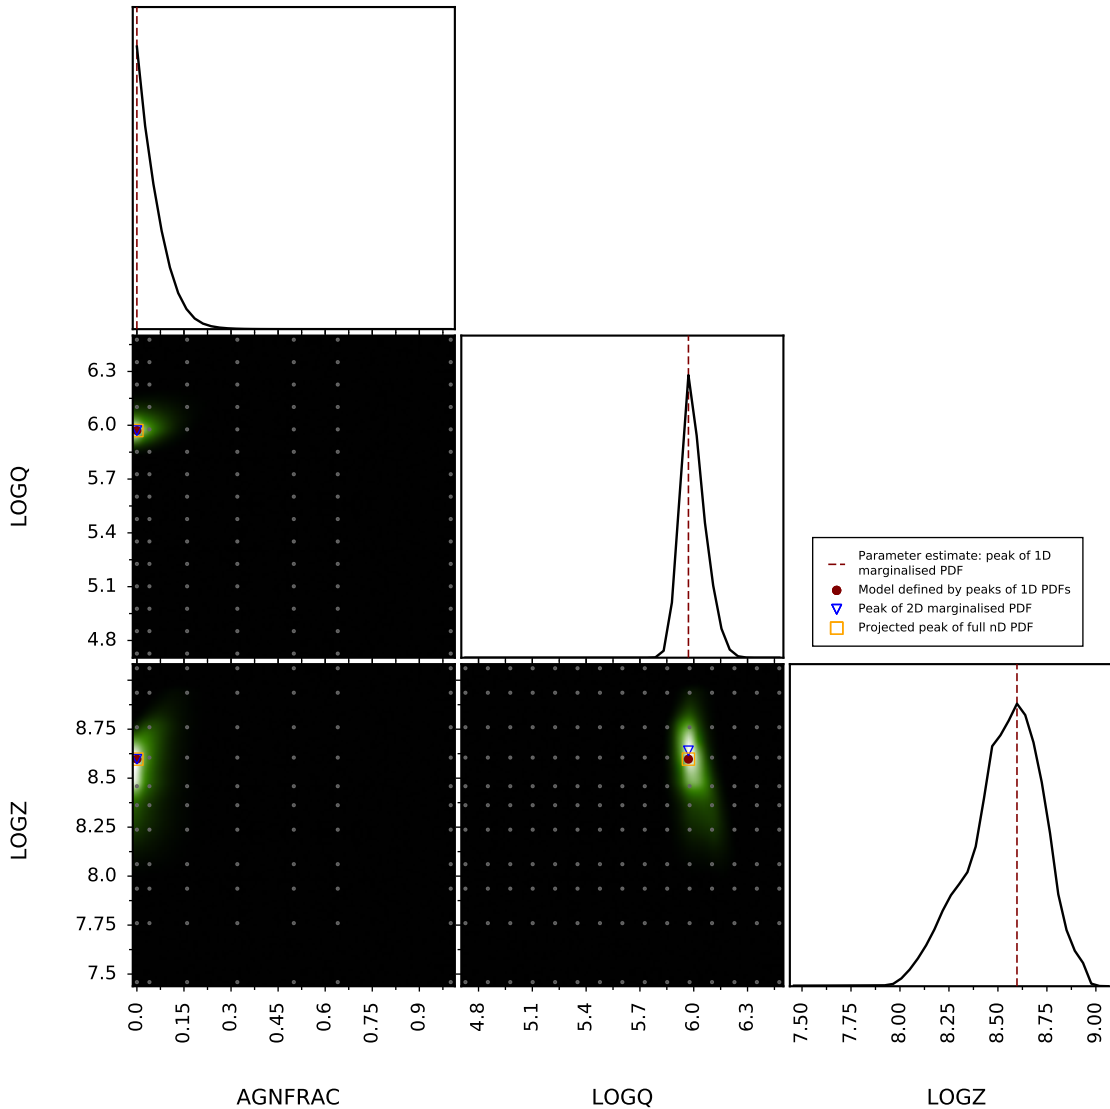 6.3
6.0
5.7
5.4
5.1
4.8
LOGQ
Parameter estimate: peak of 1D
marginalised PDF
Model defined by peaks of 1D PDFs
Peak of 2D marginalised PDF
Projected peak of full nD PDF
8.75
8.5
8.25
8.0
7.75
7.5
LOGZ
0.0 0.15 0.3 0.45 0.6 0.75 0.9
4.8 5.1 5.4 5.7 6.0 6.3
7.50 7.75 8.00 8.25 8.50 8.75 9.00
AGNFRAC LOGQ LOGZ